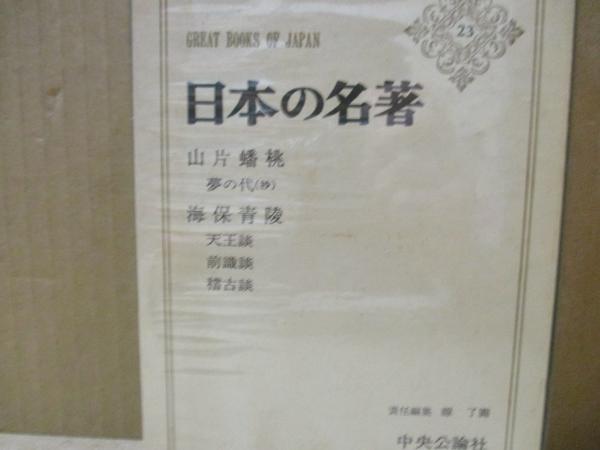 GREAT BOOKS OF JAPAN
23
日本の名著
山片蟠桃
夢の代(抄)
海保青陵
天王談
前識談
稽古談
責任編集 源 了圓
中央公論社